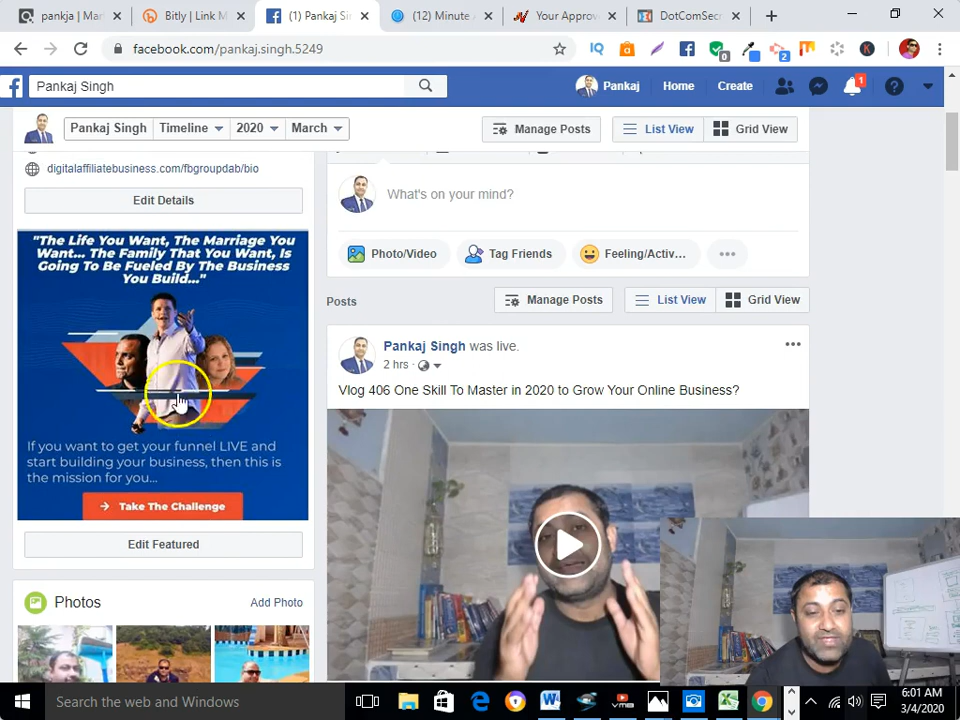 pankja | Mar
Bitly | Link M
(1) Pankaj Si
(12) Minute
Your Approv
DotComSecr
facebook.com/pankaj.singh.5249
0
2
K
Pankaj Singh
Pankaj
Home
Create
1
Pankaj Singh
Timeline
2020
March
Manage Posts
List View
Grid View
digitalaffiliatebusiness.com/fbgroupdab/bio
Edit Details
What's on your mind?
Photo/Video
Tag Friends
Feeling/Activ...
"The Life You Want, The Marriage You
Want... The Family That You Want, Is
Going To Be Fueled By The Business
You Build..."
If you want to get your funnel LIVE and
start building your business, then this is
the mission for you...
Take The Challenge
Edit Featured
Photos
Add Photo
Posts
Manage Posts
List View
Grid View
Pankaj Singh was live.
2 hrs
Vlog 406 One Skill To Master in 2020 to Grow Your Online Business?
Search the web and Windows
6:01 AM
3/4/2020